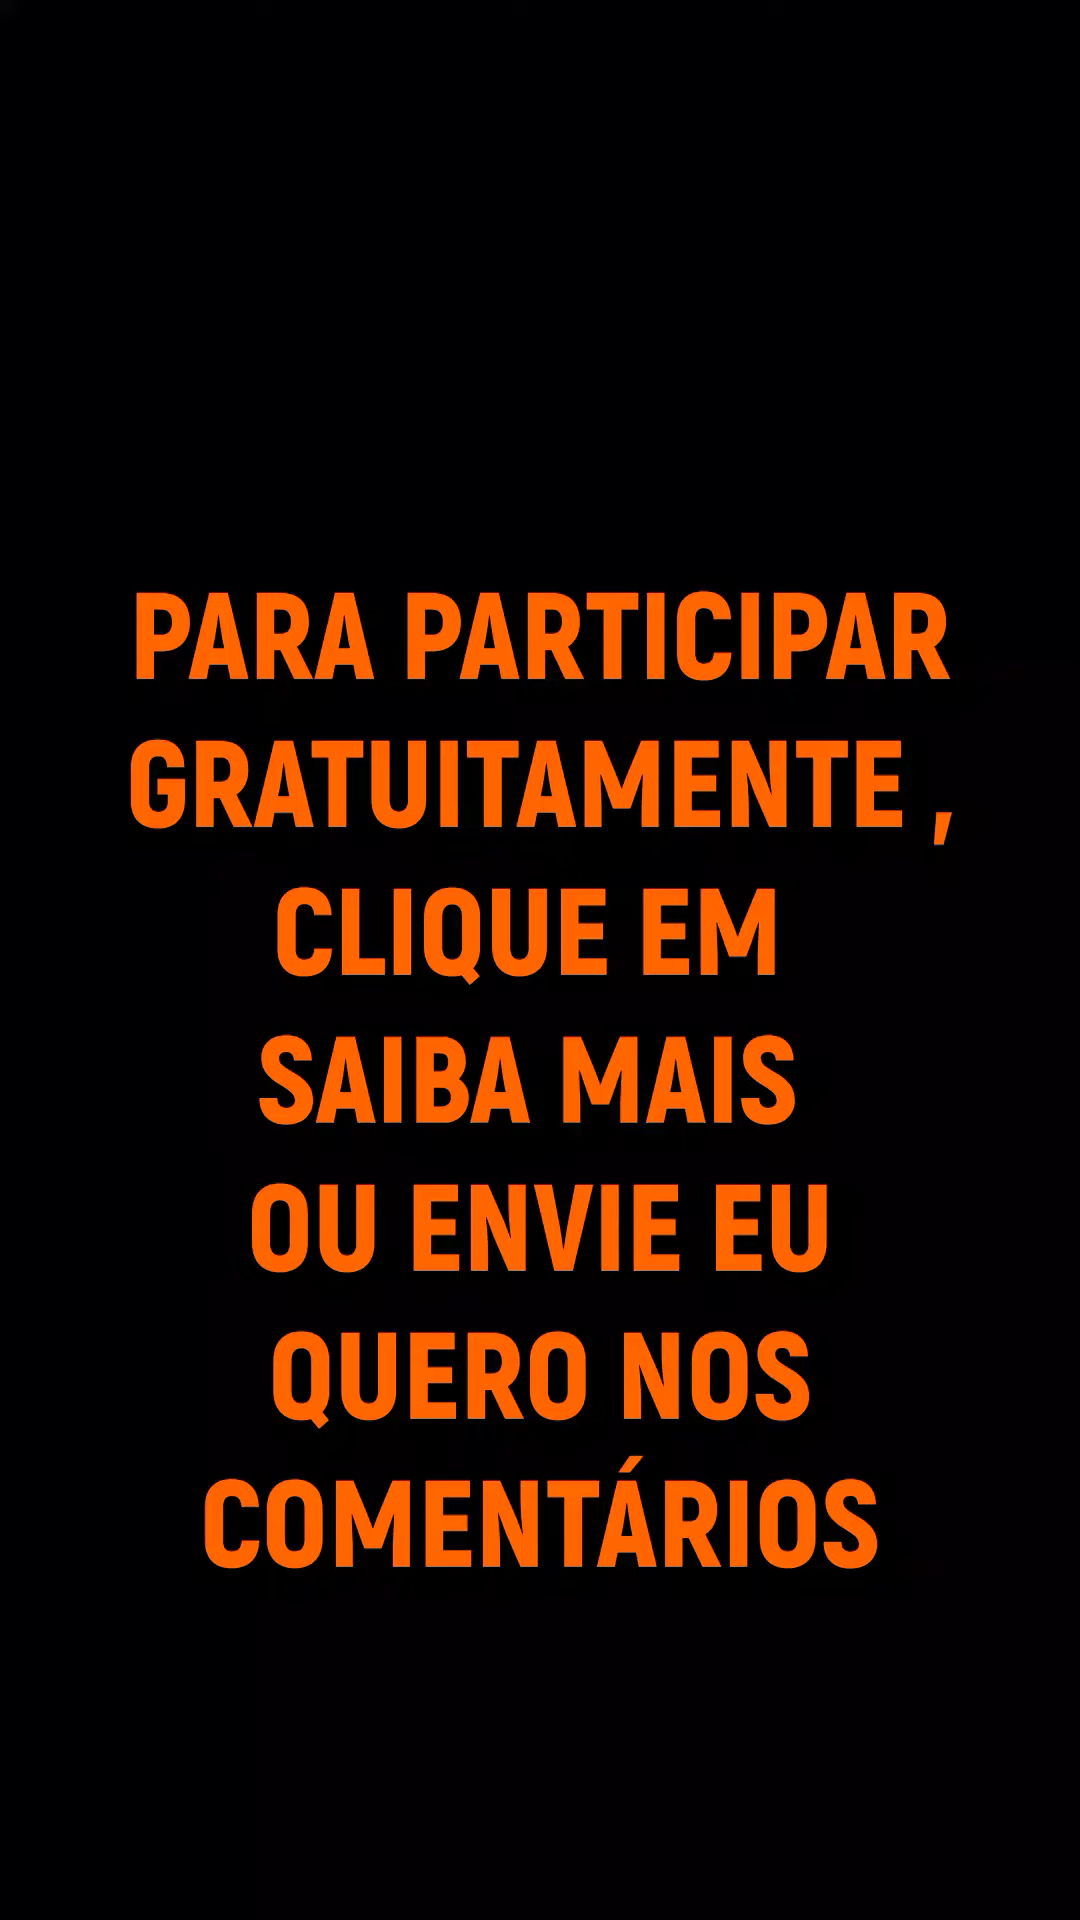 PARA PARTICIPAR
GRATUITAMENTE ,
CLIQUE EM
SAIBA MAIS
OU ENVIE EU
QUERO NOS
COMENTÁRIOS